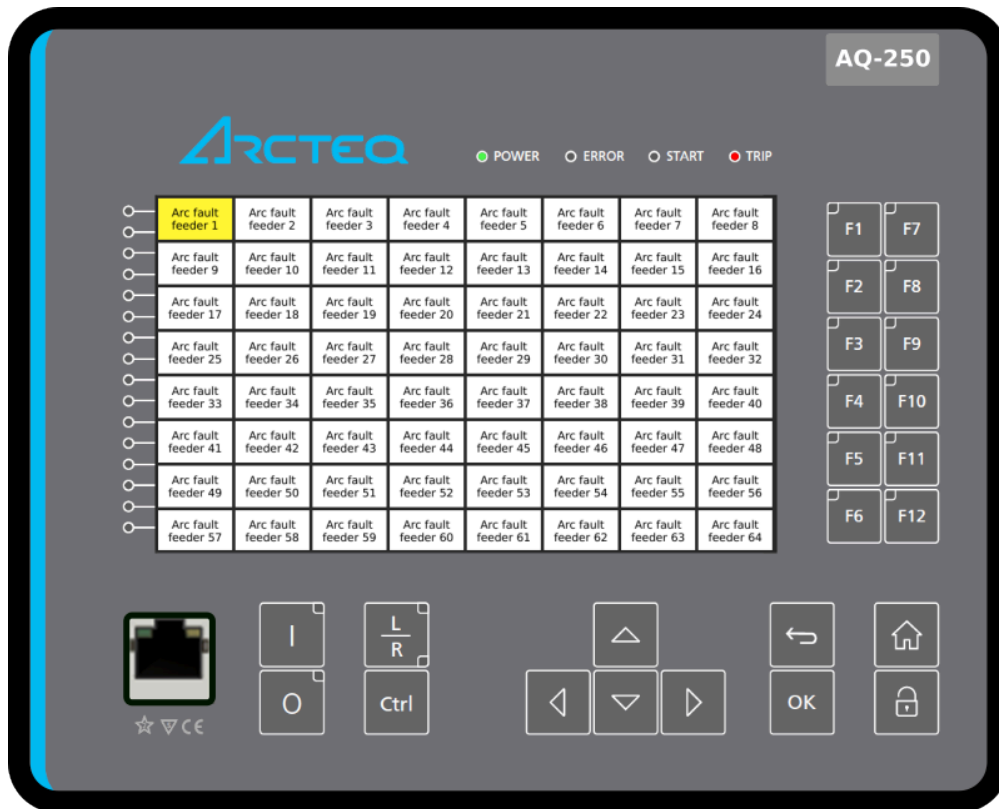 AQ-250
ARCTEQ
POWER ERROR START TRIP
Arc fault feeder 1 Arc fault feeder 2 Arc fault feeder 3 Arc fault feeder 4 Arc fault feeder 5 Arc fault feeder 6 Arc fault feeder 7 Arc fault feeder 8
Arc fault feeder 9 Arc fault feeder 10 Arc fault feeder 11 Arc fault feeder 12 Arc fault feeder 13 Arc fault feeder 14 Arc fault feeder 15 Arc fault feeder 16
Arc fault feeder 17 Arc fault feeder 18 Arc fault feeder 19 Arc fault feeder 20 Arc fault feeder 21 Arc fault feeder 22 Arc fault feeder 23 Arc fault feeder 24
Arc fault feeder 25 Arc fault feeder 26 Arc fault feeder 27 Arc fault feeder 28 Arc fault feeder 29 Arc fault feeder 30 Arc fault feeder 31 Arc fault feeder 32
Arc fault feeder 33 Arc fault feeder 34 Arc fault feeder 35 Arc fault feeder 36 Arc fault feeder 37 Arc fault feeder 38 Arc fault feeder 39 Arc fault feeder 40
Arc fault feeder 41 Arc fault feeder 42 Arc fault feeder 43 Arc fault feeder 44 Arc fault feeder 45 Arc fault feeder 46 Arc fault feeder 47 Arc fault feeder 48
Arc fault feeder 49 Arc fault feeder 50 Arc fault feeder 51 Arc fault feeder 52 Arc fault feeder 53 Arc fault feeder 54 Arc fault feeder 55 Arc fault feeder 56
Arc fault feeder 57 Arc fault feeder 58 Arc fault feeder 59 Arc fault feeder 60 Arc fault feeder 61 Arc fault feeder 62 Arc fault feeder 63 Arc fault feeder 64
F1 F7
F2 F8
F3 F9
F4 F10
F5 F11
F6 F12
I
L
R
O
Ctrl
OK
CE